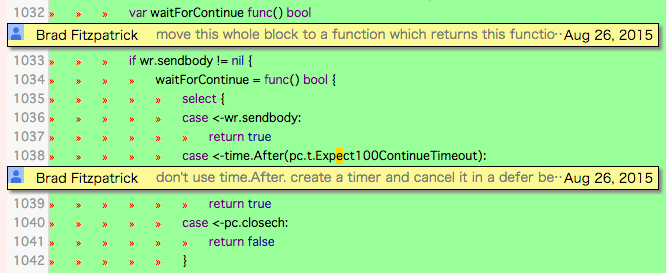 1032 » » » var waitForContinue func() bool
Brad Fitzpatrick move this whole block to a function which returns this functio·· Aug 26, 2015
1033 » » » if wr.sendbody != nil {
1034 » » » » waitForContinue = func() bool {
1035 » » » » » select {
1036 » » » » » case <-wr.sendbody:
1037 » » » » » » return true
1038 » » » » » case <-time.After(pc.t.Expect100ContinueTimeout):
Brad Fitzpatrick don't use time.After. create a timer and cancel it in a defer be·· Aug 26, 2015
1039 » » » » » » return true
1040 » » » » » case <-pc.closech:
1041 » » » » » » return false
1042 » » » » » }